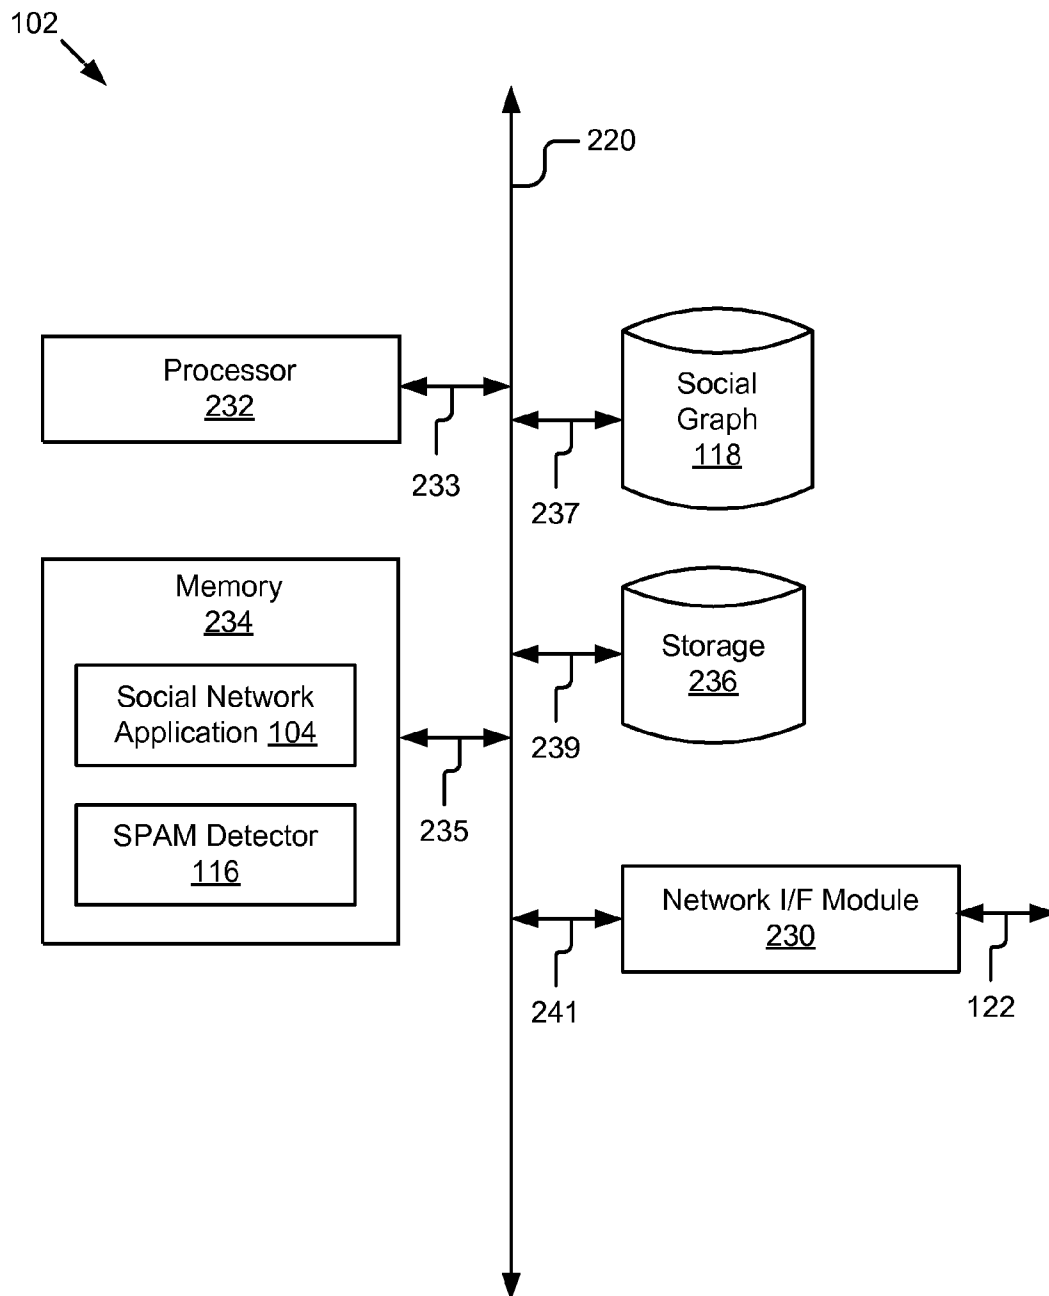 102
220
Processor
232
233
Social
Graph
118
237
Memory
234
Social Network
Application 104
SPAM Detector
116
235
Storage
236
239
Network I/F Module
230
241
122